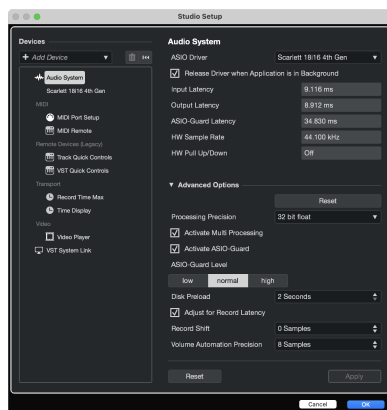 Studio Setup
Devices
+ Add Device
Audio System
Scarlett 18i16 4th Gen
MIDI
MIDI Port Setup
MIDI Remote
Remote Devices (Legacy)
Track Quick Controls
VST Quick Controls
Transport
Record Time Max
Time Display
Video
Video Player
VST System Link
Audio System
ASIO Driver Scarlett 18i16 4th Gen
Release Driver when Application is in Background
Input Latency 9.116 ms
Output Latency 8.912 ms
ASIO-Guard Latency 34.830 ms
HW Sample Rate 44.100 kHz
HW Pull Up/Down Off
Advanced Options
Reset
Processing Precision 32 bit float
Activate Multi Processing
Activate ASIO-Guard
ASIO-Guard Level
low normal high
Disk Preload 2 Seconds
Adjust for Record Latency
Record Shift 0 Samples
Volume Automation Precision 8 Samples
Reset Apply
Cancel OK